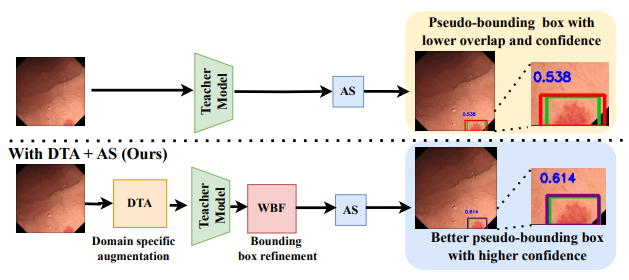 Pseudo-bounding box with
lower overlap and confidence
Teacher
Model
AS
0.538
0.538
With DTA + AS (Ours)
DTA
Teacher
Model
WBF
AS
0.614
0.614
Domain specific
augmentation
Bounding
box refinement
Better pseudo-bounding box
with higher confidence